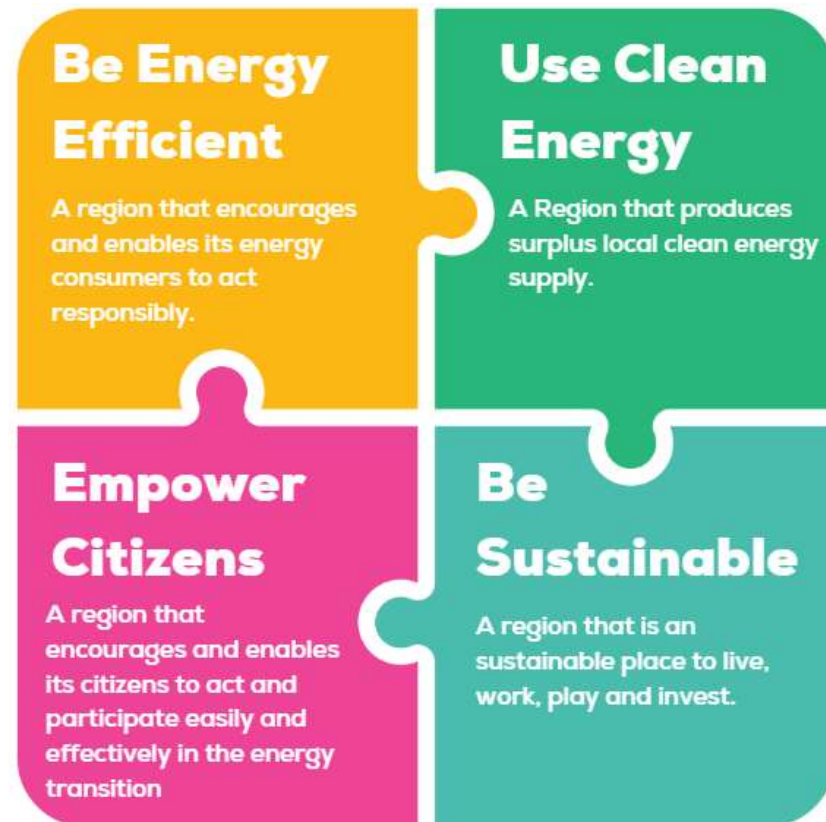 Be Energy
Efficient
A region that encourages
and enables its energy
consumers to act
responsibly.
Use Clean
Energy
A Region that produces
surplus local clean energy
supply.
Empower
Citizens
A region that
encourages and enables
its citizens to act and
participate easily and
effectively in the energy
transition
Be
Sustainable
A region that is an
sustainable place to live,
work, play and invest.